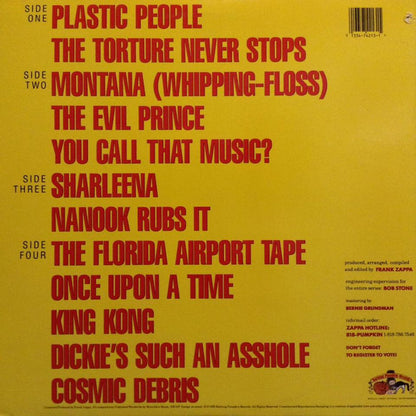 SIDE ONE PLASTIC PEOPLE
THE TORTURE NEVER STOPS
SIDE TWO MONTANA (WHIPPING-FLOSS)
THE EVIL PRINCE
YOU CALL THAT MUSIC?
SIDE THREE SHARLEENA
NANOOK RUBS IT
SIDE FOUR THE FLORIDA AIRPORT TAPE
ONCE UPON A TIME
KING KONG
DICKIE'S SUCH AN ASSHOLE
COSMIC DEBRIS
produced, arranged, compiled
and edited by FRANK ZAPPA
engineering supervision for
the entire series: BOB STONE
mastering by
BERNIE GRUNDMAN
info/mail order:
ZAPPA HOTLINE:
818-PUMPKIN
DON'T FORGET
TO REGISTER TO VOTE!